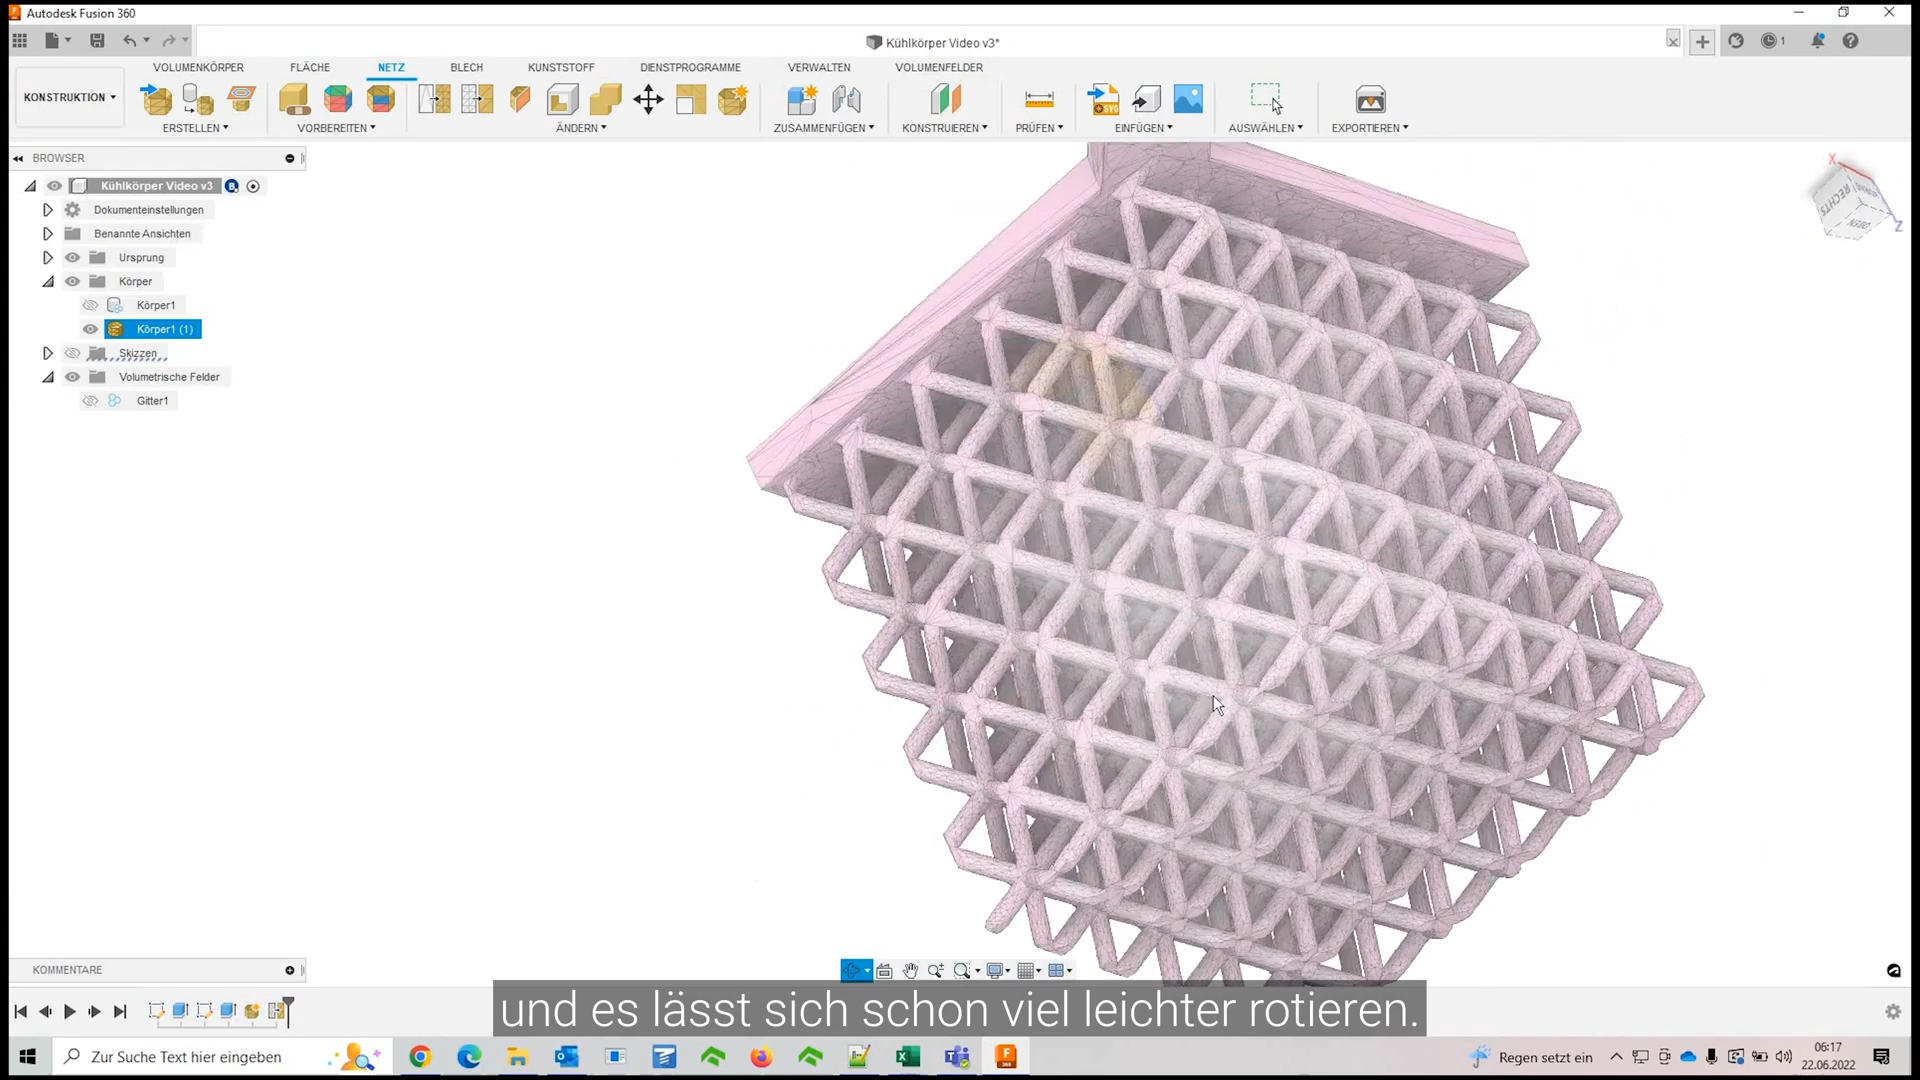 Autodesk Fusion 360
Kühlkörper Video v3*
1
KONSTRUKTION
VOLUMENKÖRPER
FLÄCHE
NETZ
BLECH
KUNSTSTOFF
DIENSTPROGRAMME
VERWALTEN
VOLUMENFELDER
ERSTELLEN
VORBEREITEN
ÄNDERN
ZUSAMMENFÜGEN
KONSTRUIEREN
PRÜFEN
EINFÜGEN
AUSWÄHLEN
EXPORTIEREN
BROWSER
Kühlkörper Video v3
Dokumenteinstellungen
Benannte Ansichten
Ursprung
Körper
Körper1
Körper1 (1)
Skizzen
Volumetrische Felder
Gitter1
X
RECHTS
Z
KOMMENTARE
und es lässt sich schon viel leichter rotieren.
Zur Suche Text hier eingeben
Regen setzt ein
06:17
22.06.2022